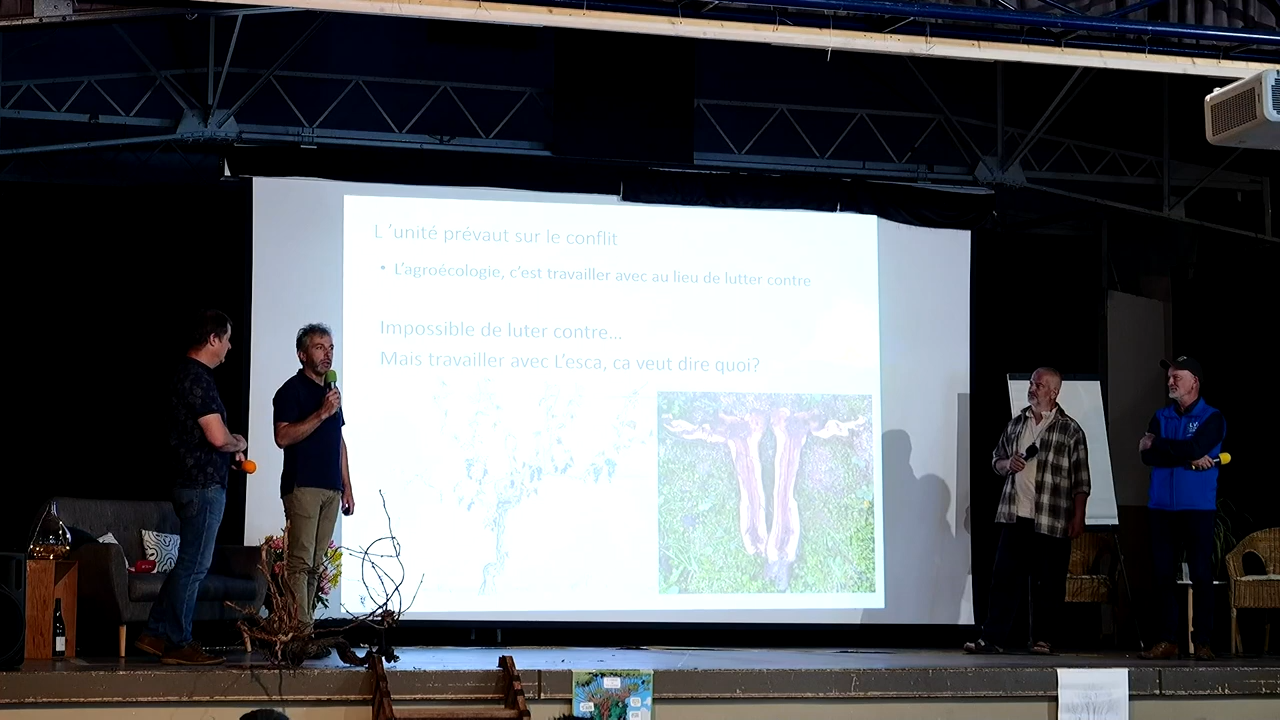 L 'unité prévaut sur le conflit
• L'agroécologie, c'est travailler avec au lieu de lutter contre
Impossible de luter contre...
Mais travailler avec L'esca, ca veut dire quoi?